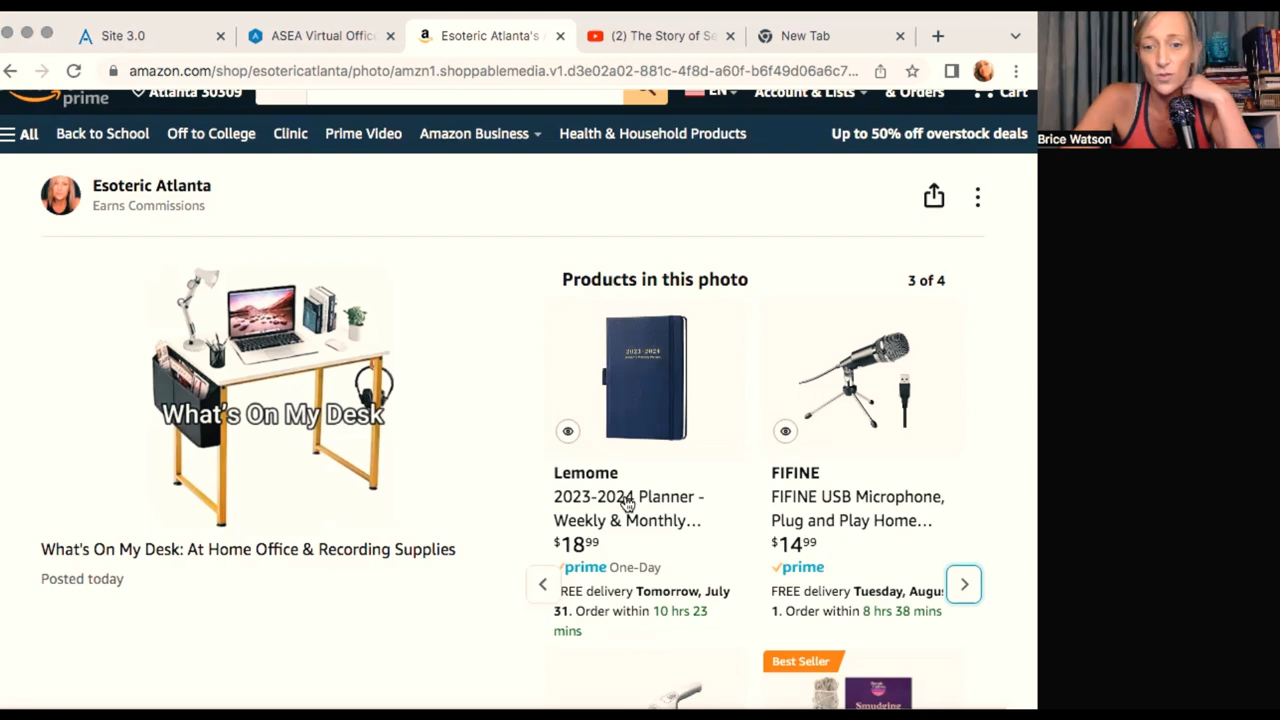 Site 3.0
ASEA Virtual Offic
Esoteric Atlanta's
(2) The Story of Se
New Tab
amazon.com/shop/esotericatlanta/photo/amzn1.shoppablemedia.v1.d3e02a02-881c-4f8d-a60f-b6f49d06a6c7...
prime
Atlanta 30309
EN
Account & Lists
& Orders
Cart
All
Back to School
Off to College
Clinic
Prime Video
Amazon Business
Health & Household Products
Up to 50% off overstock deals
Brice Watson
Esoteric Atlanta
Earns Commissions
What's On My Desk
What's On My Desk: At Home Office & Recording Supplies
Posted today
Products in this photo
3 of 4
2023-2024
Lemome
2023-2024 Planner -
Weekly & Monthly...
$18.99
prime One-Day
FREE delivery Tomorrow, July
31. Order within 10 hrs 23
mins
FIFINE
FIFINE USB Microphone,
Plug and Play Home...
$14.99
prime
FREE delivery Tuesday, Augu
1. Order within 8 hrs 38 mins
Best Seller
Smudging